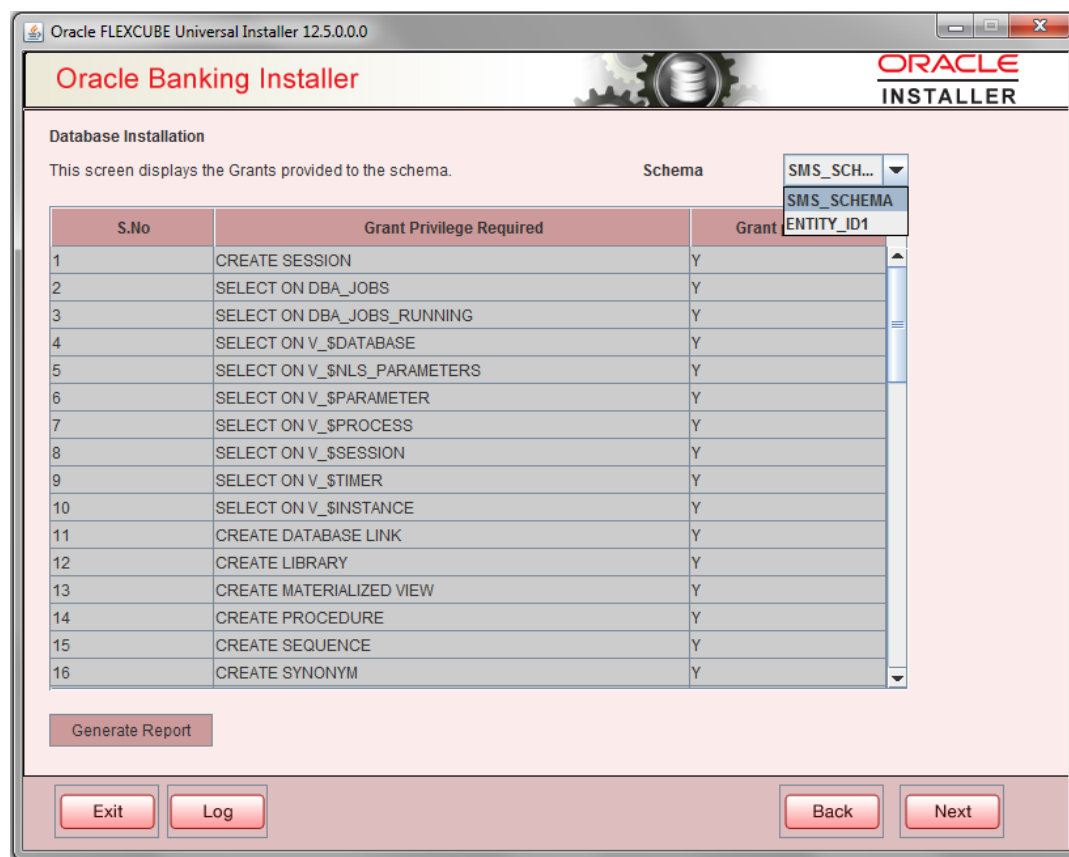 Oracle FLEXCUBE Universal Installer 12.5.0.0.0
Oracle Banking Installer
ORACLE
INSTALLER
Database Installation
This screen displays the Grants provided to the schema. Schema SMS_SCH...
SMS_SCHEMA
ENTITY_ID1
S.No Grant Privilege Required Grant
1 CREATE SESSION Y
2 SELECT ON DBA_JOBS Y
3 SELECT ON DBA_JOBS_RUNNING Y
4 SELECT ON V_$DATABASE Y
5 SELECT ON V_$NLS_PARAMETERS Y
6 SELECT ON V_$PARAMETER Y
7 SELECT ON V_$PROCESS Y
8 SELECT ON V_$SESSION Y
9 SELECT ON V_$TIMER Y
10 SELECT ON V_$INSTANCE Y
11 CREATE DATABASE LINK Y
12 CREATE LIBRARY Y
13 CREATE MATERIALIZED VIEW Y
14 CREATE PROCEDURE Y
15 CREATE SEQUENCE Y
16 CREATE SYNONYM Y
Generate Report
Exit Log Back Next